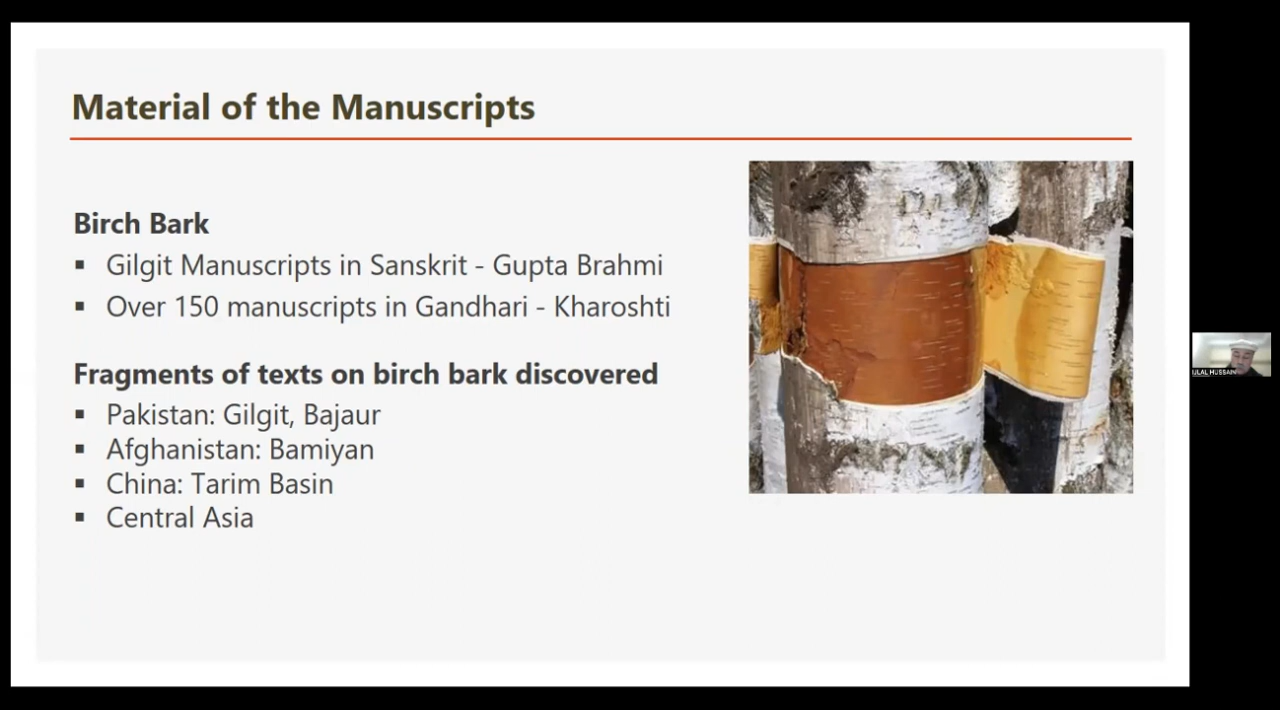 Material of the Manuscripts
Birch Bark
▪ Gilgit Manuscripts in Sanskrit - Gupta Brahmi
▪ Over 150 manuscripts in Gandhari - Kharoshti
Fragments of texts on birch bark discovered
▪ Pakistan: Gilgit, Bajaur
▪ Afghanistan: Bamiyan
▪ China: Tarim Basin
▪ Central Asia
HUSSAIN